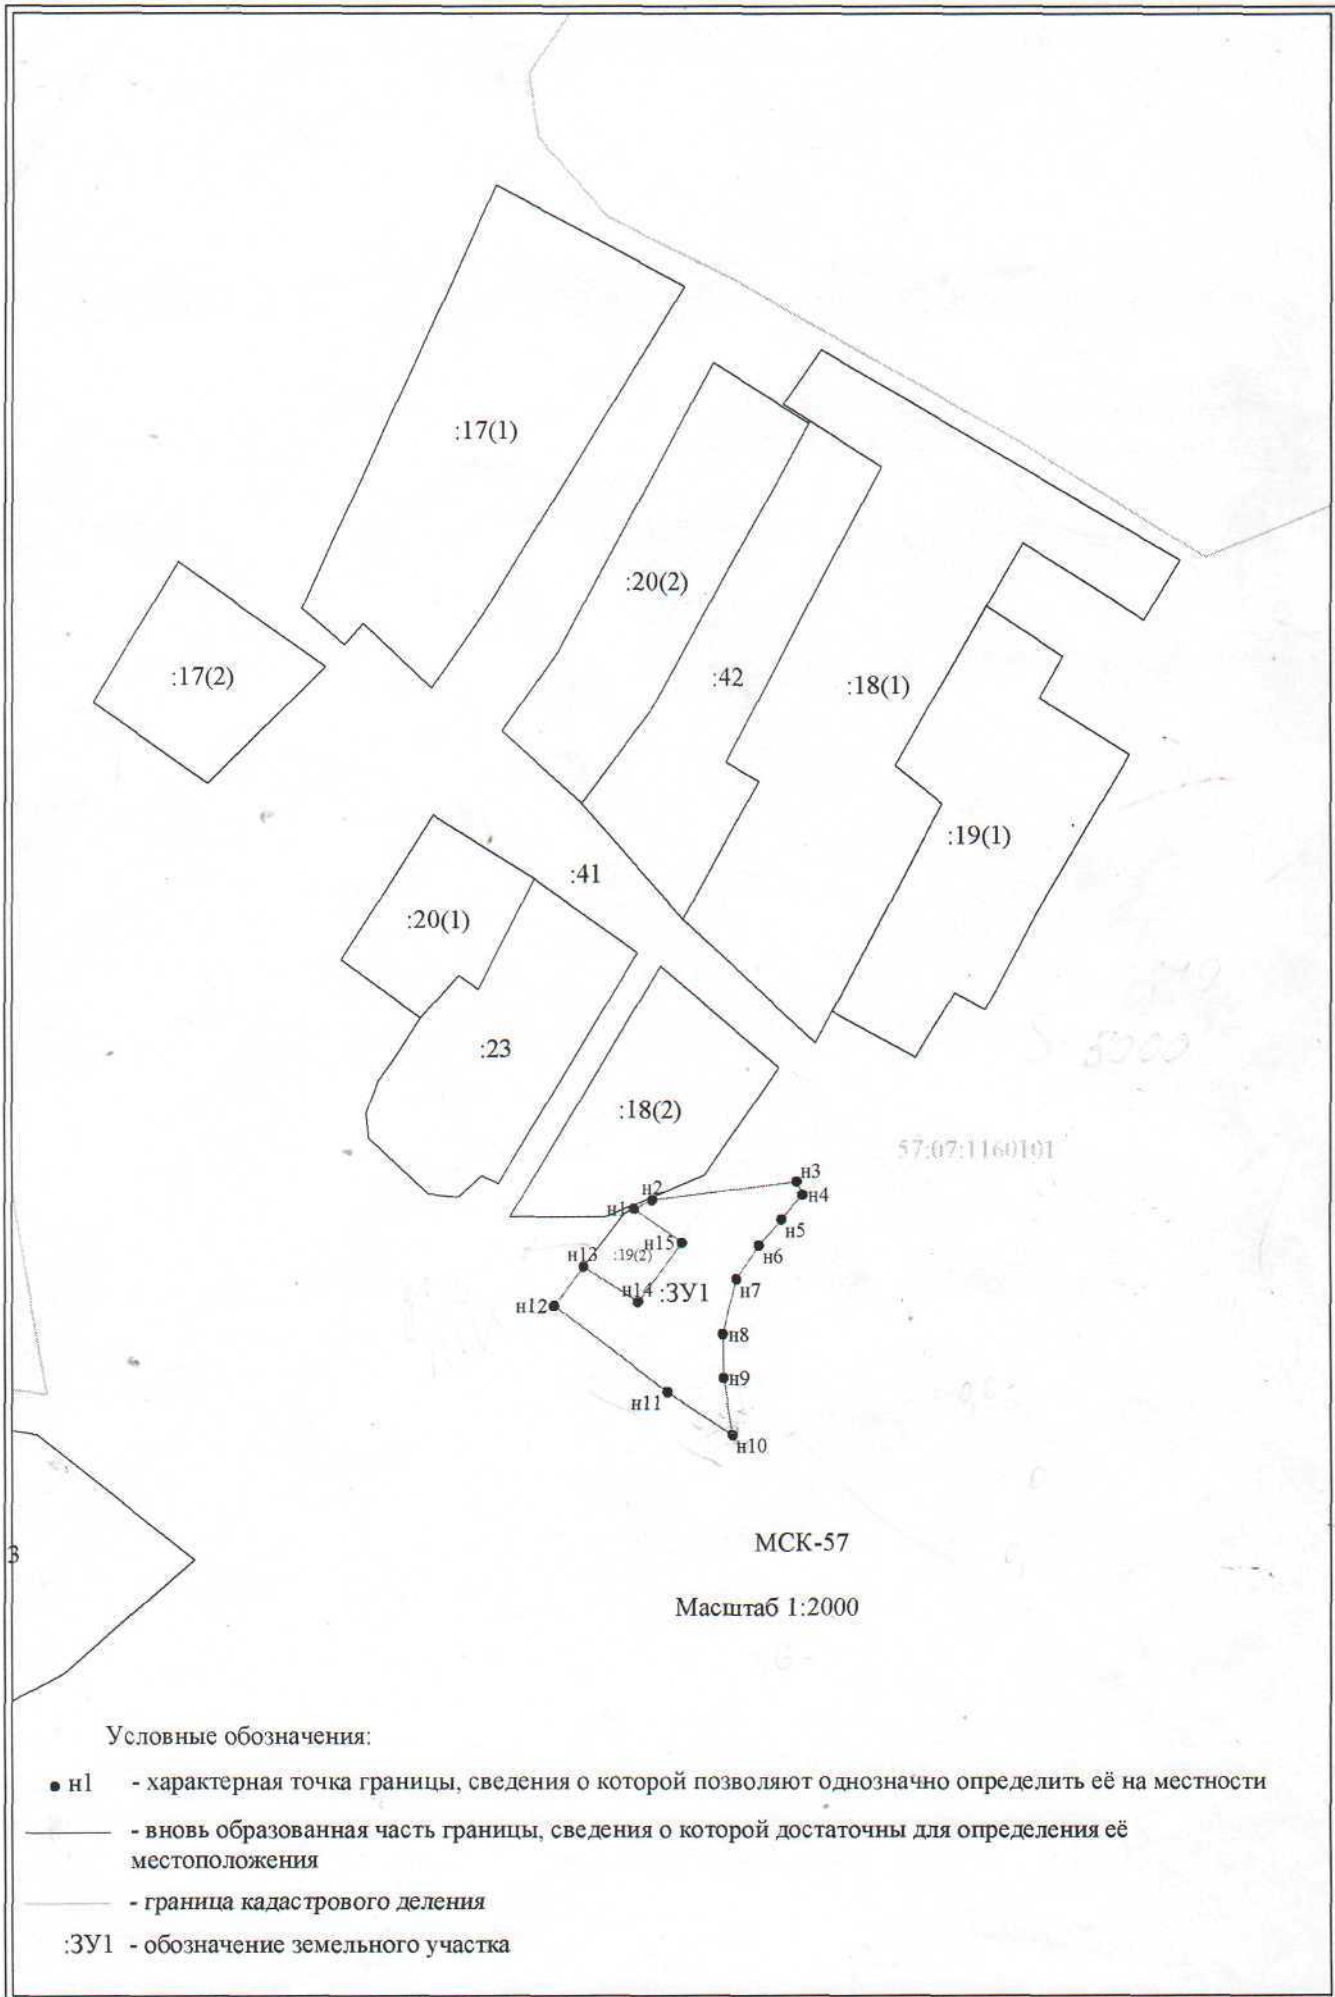 :17(1)
:20(2)
:17(2)
:42
:18(1)
:19(1)
:41
:20(1)
:23
:18(2)
57:07:1160101
н3
н2
н4
н1
н5
н15
н13
:19(2)
н6
н7
н14
:ЗУ1
н12
н8
н9
н11
н10
МСК-57
3
Масштаб 1:2000
Условные обозначения:
н1 - характерная точка границы, сведения о которой позволяют однозначно определить её на местности
- вновь образованная часть границы, сведения о которой достаточны для определения её
местоположения
- граница кадастрового деления
:ЗУ1 - обозначение земельного участка